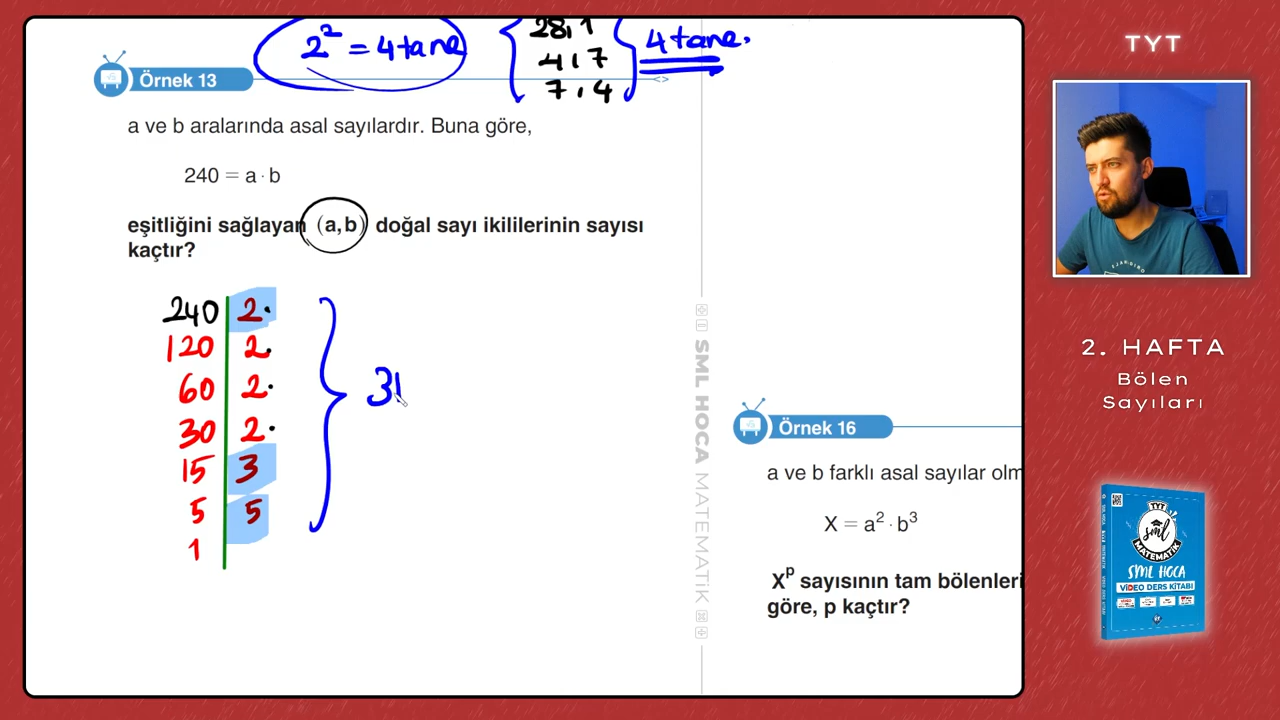 2² = 4 tane
28, 1
4, 7
7, 4
4 tane.
Örnek 13
a ve b aralarında asal sayılardır. Buna göre,
240 = a · b
eşitliğini sağlayan (a, b) doğal sayı ikililerinin sayısı
kaçtır?
240 2
120 2
60 2
30 2
15 3
5 5
1
SML HOCA MATEMATİK
Örnek 16
a ve b farklı asal sayılar olm
X = a² · b³
Xᵖ sayısının tam bölenleri
göre, p kaçtır?
TYT
2. HAFTA
Bölen
Sayıları
TYT
sml
MATEMATİK
SML HOCA
VİDEO DERS KİTABI